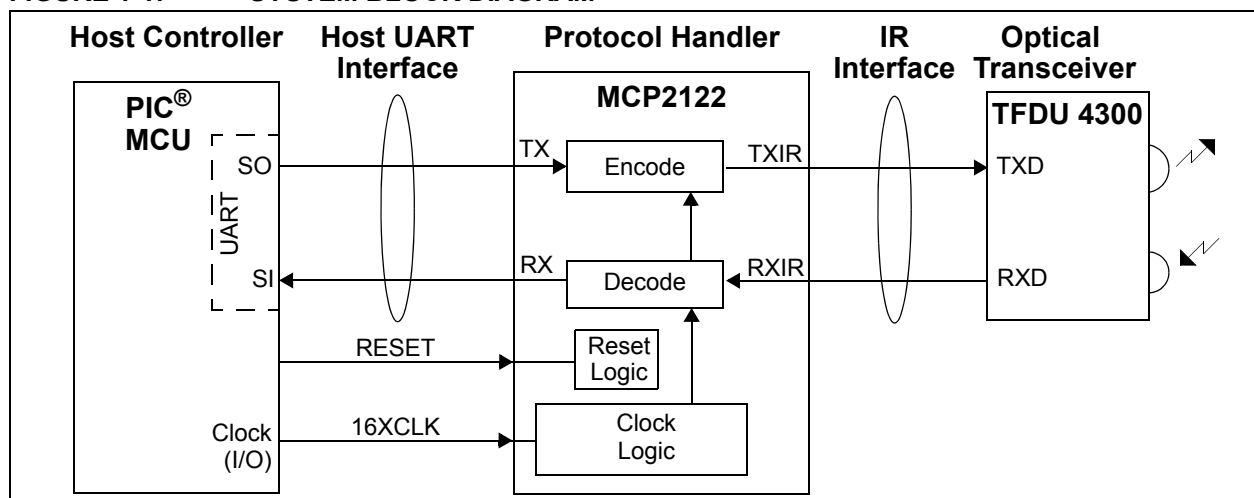 Host Controller
Host UART
Interface
Protocol Handler
IR
Interface
Optical
Transceiver
PIC®
MCU
MCP2122
TFDU 4300
SO
TX
Encode
TXIR
TXD
UART
SI
RX
Decode
RXIR
RXD
RESET
Reset
Logic
Clock
(I/O)
16XCLK
Clock
Logic